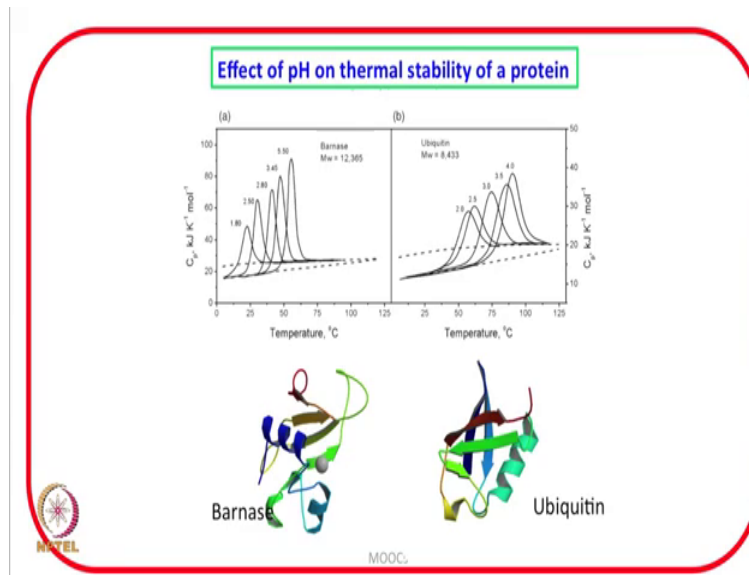 Effect of pH on thermal stability of a protein
(a)
(b)
100
80
60
40
20
0
Cp, kJ K-1 mol-1
5.50
3.45
2.80
2.50
1.80
Barnase
Mw = 12,365
0
25
50
75
100
125
Temperature, °C
Ubiquitin
Mw = 8,433
4.0
3.5
3.0
2.5
2.0
25
50
75
100
125
Temperature, °C
50
40
30
20
10
Cp, kJ K-1 mol-1
Barnase
Ubiquitin
NPTEL
MOOCs